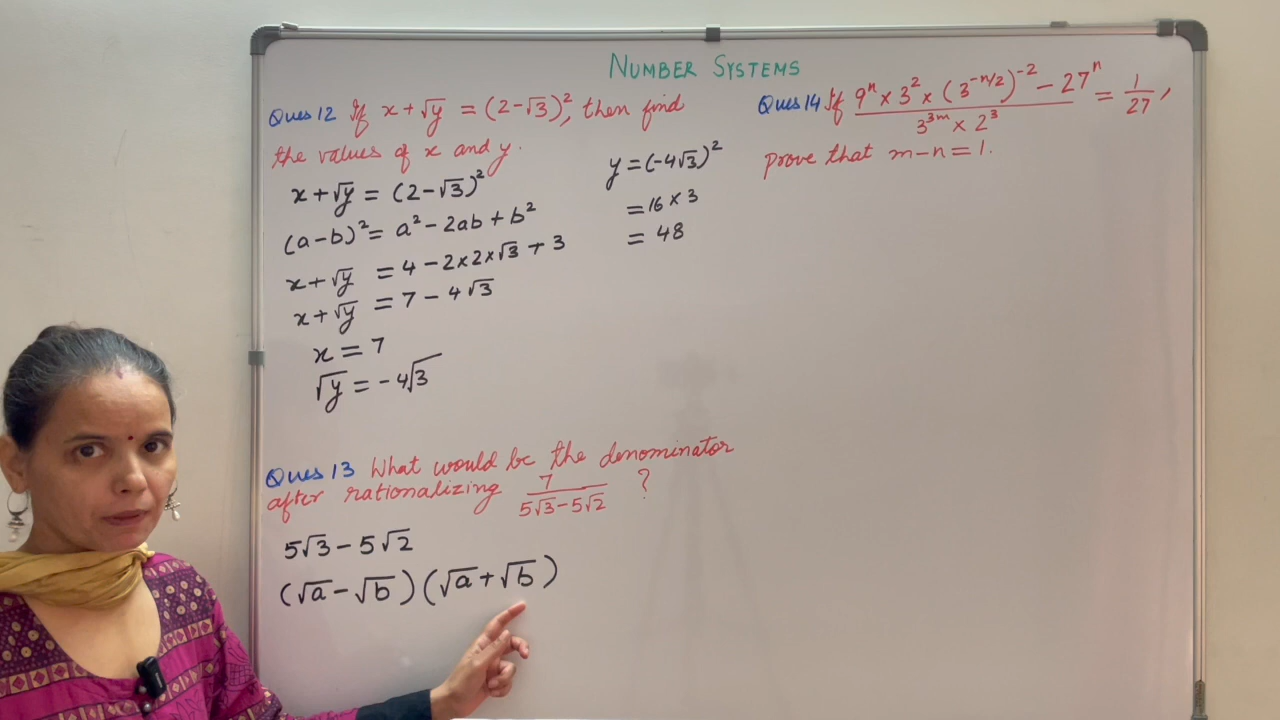 NUMBER SYSTEMS
Ques 12 If x + √y = (2 - √3)², then find
the values of x and y.
x + √y = (2 - √3)²
(a - b)² = a² - 2ab + b²
x + √y = 4 - 2 × 2 × √3 + 3
x + √y = 7 - 4√3
x = 7
√y = -4√3
y = (-4√3)²
= 16 × 3
= 48
Ques 13 What would be the denominator
after rationalizing 7/(5√3 - 5√2) ?
5√3 - 5√2
(√a - √b)(√a + √b)
Ques 14 If (9ⁿ × 3² × (3^(-n/2))^(-2) - 27ⁿ)/(3^(3m) × 2³) = 1/27,
prove that m - n = 1.